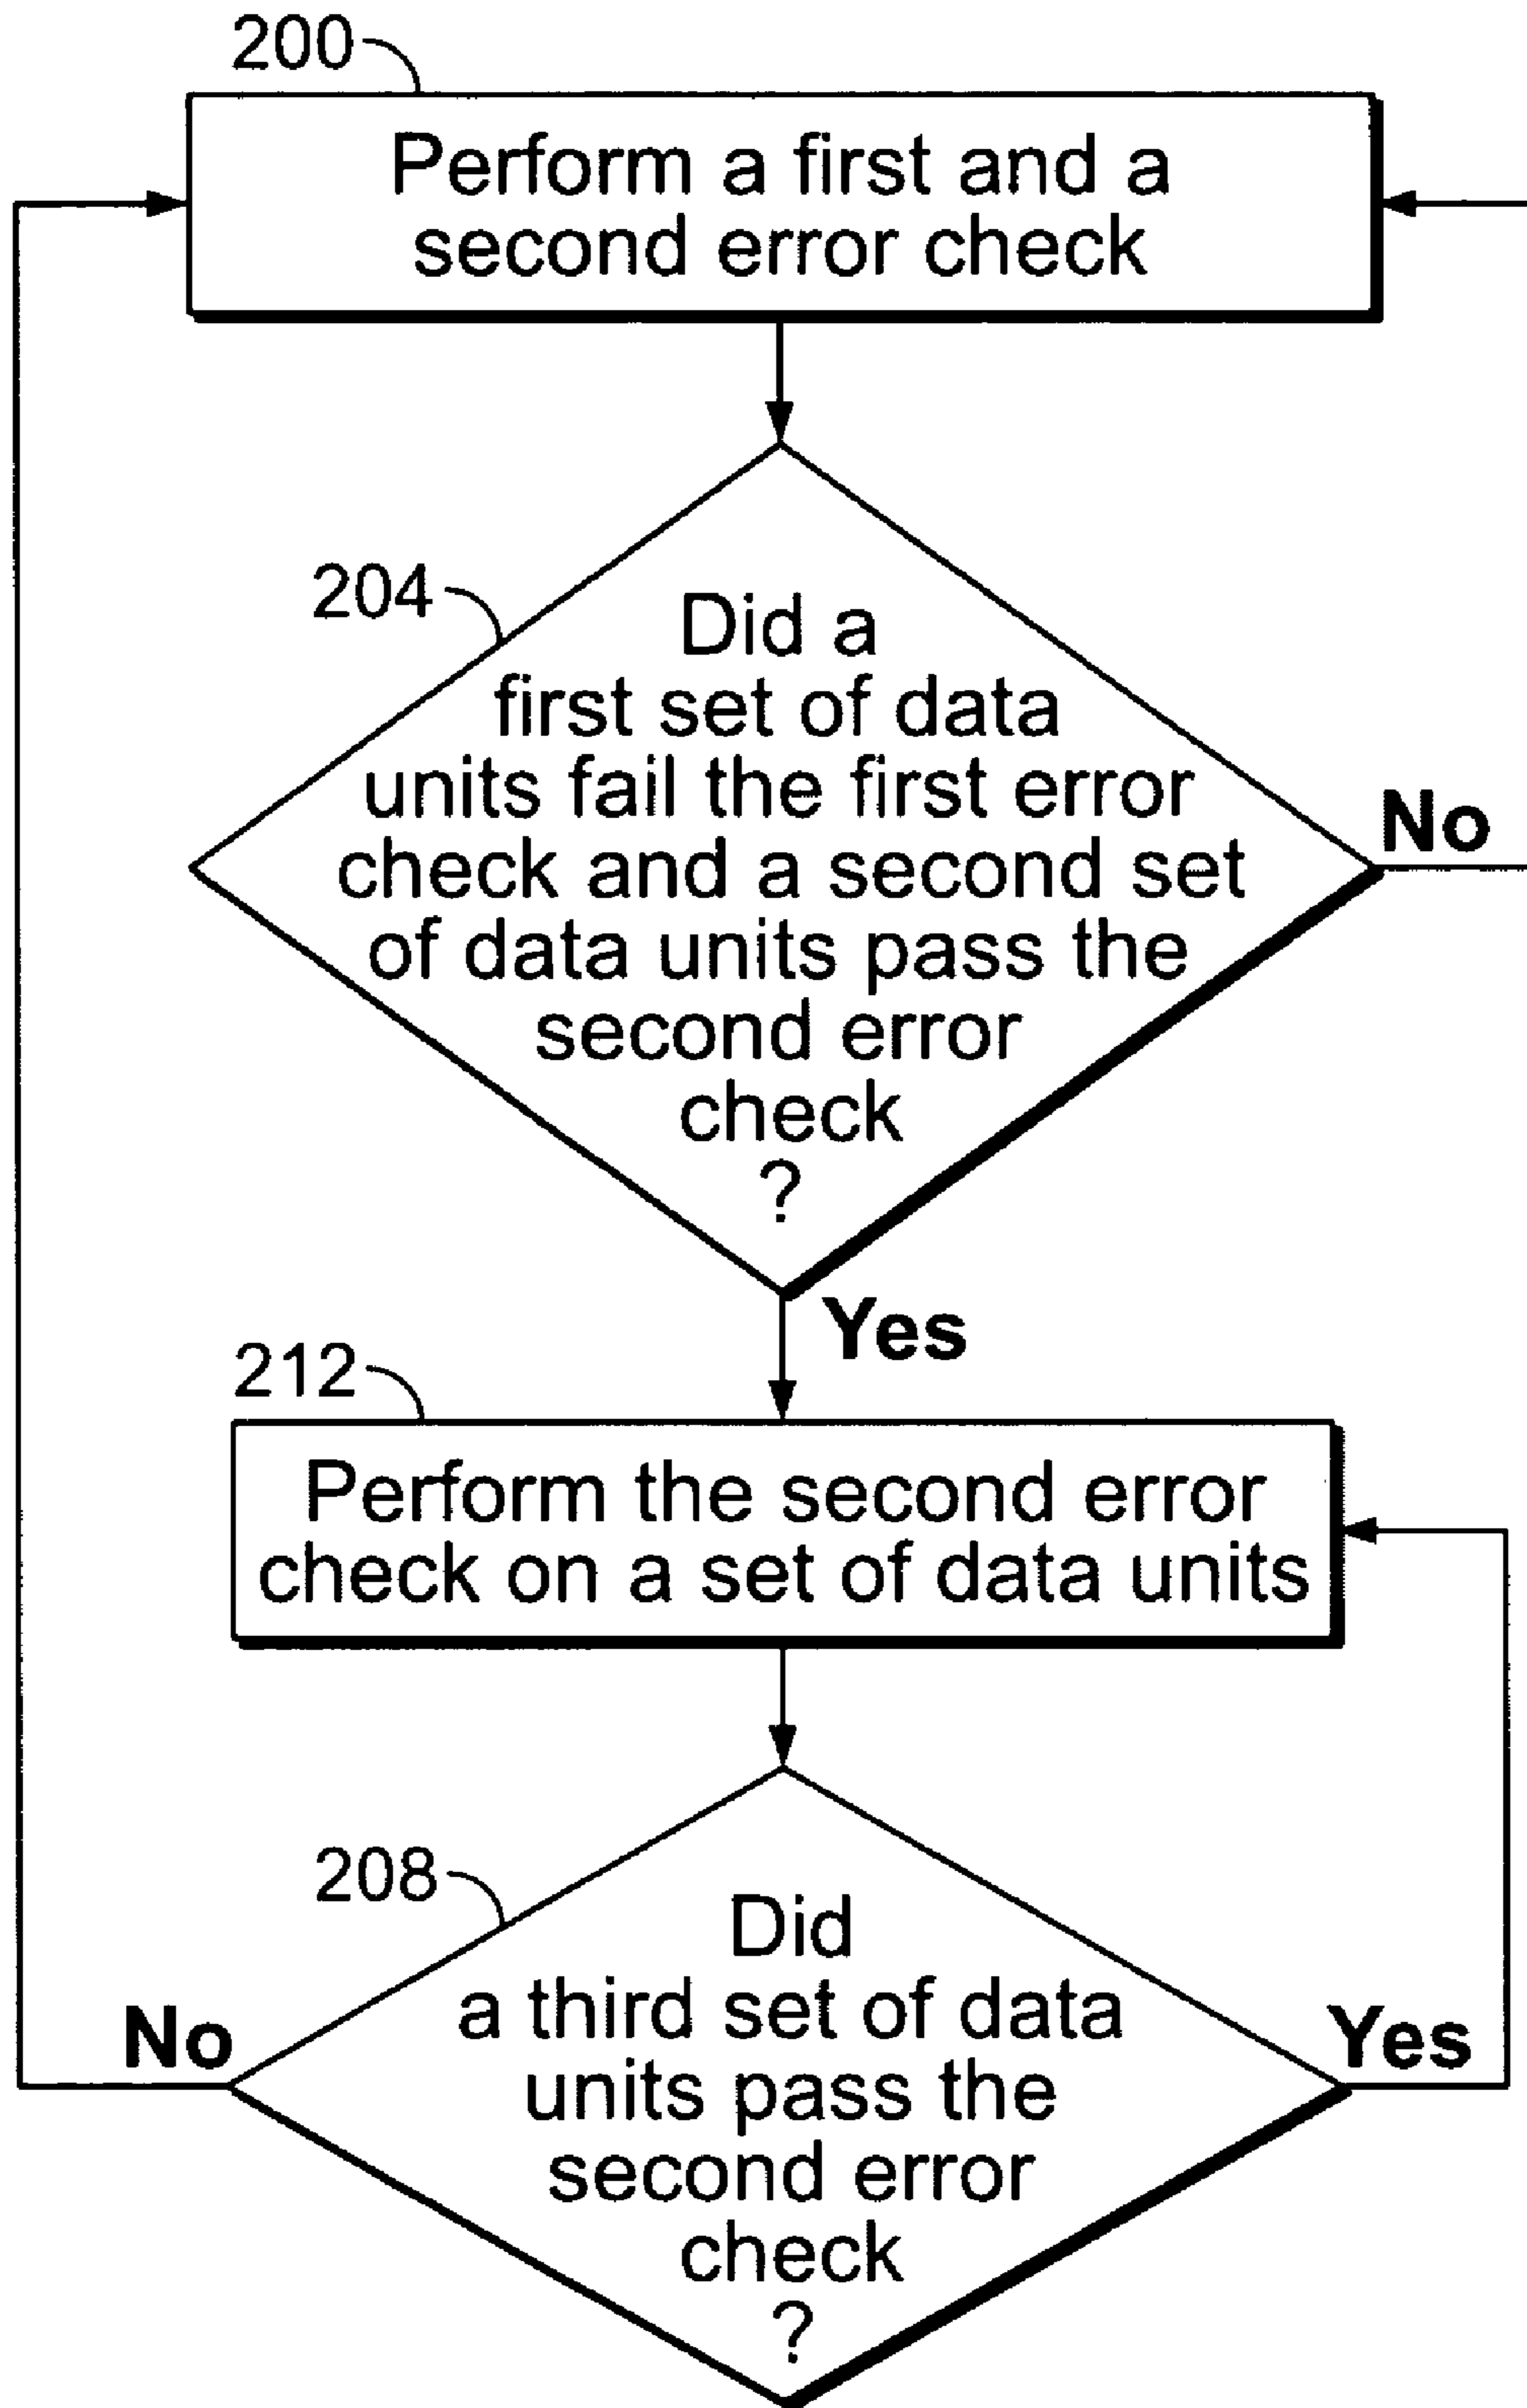 200
Perform a first and a
second error check
204
Did a
first set of data
units fail the first error
check and a second set
of data units pass the
second error
check
?
No
Yes
212
Perform the second error
check on a set of data units
208
Did
a third set of data
units pass the
second error
check
?
No
Yes